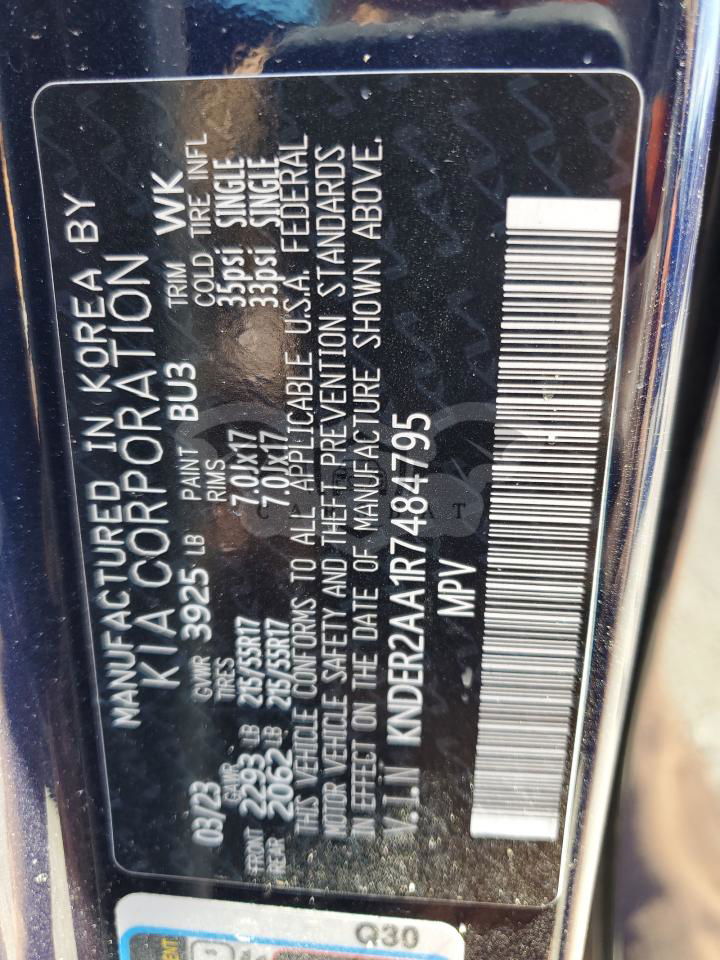 MANUFACTURED IN KOREA BY
KIA CORPORATION
03/23 GVWR 3925 LB PAINT BU3 TRIM WK
GAWR TIRES RIMS COLD TIRE INFL
FRONT 2293 LB 215/55R17 7.0Jx17 35psi SINGLE
REAR 2062 LB 215/55R17 7.0Jx17 33psi SINGLE
THIS VEHICLE CONFORMS TO ALL APPLICABLE U.S.A. FEDERAL
MOTOR VEHICLE SAFETY AND THEFT PREVENTION STANDARDS
IN EFFECT ON THE DATE OF MANUFACTURE SHOWN ABOVE.
V.I.N KNDER2AA1R7484795
MPV
Q30